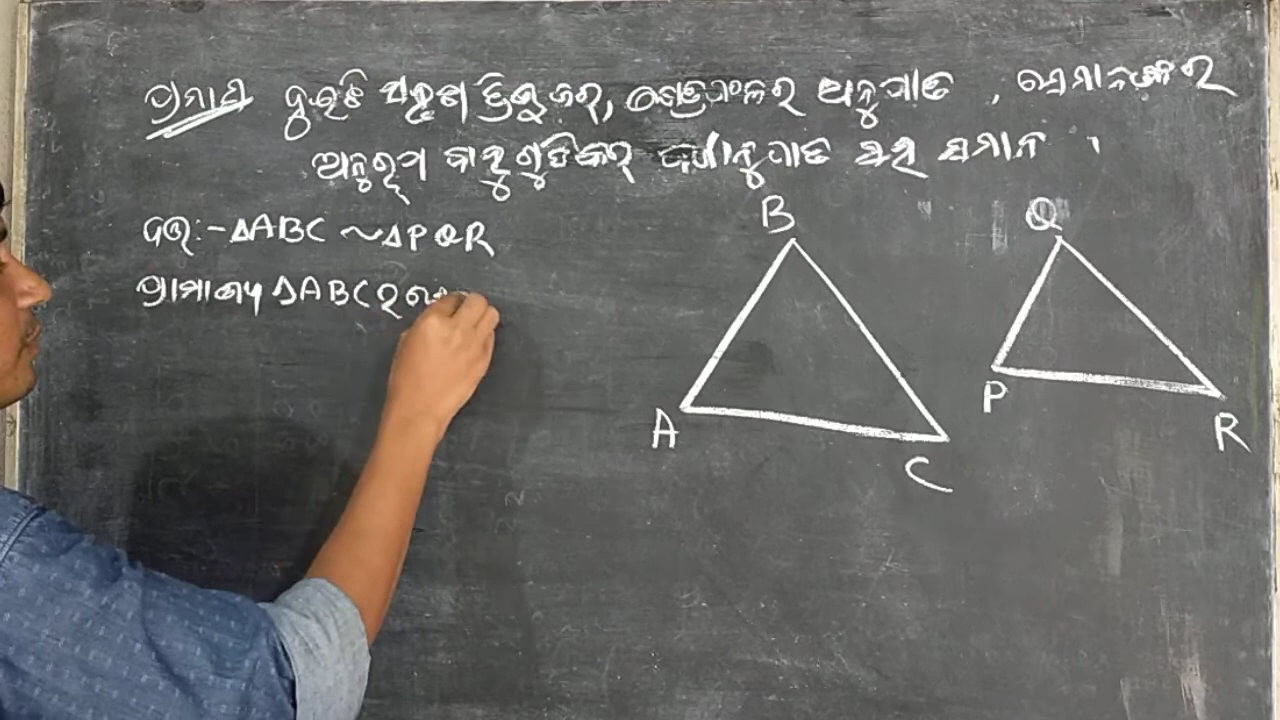 ପ୍ରମାଣ ଦୁଇଟି ସଦୃଶ ତ୍ରିଭୁଜର, କ୍ଷେତ୍ରଫଳର ଅନୁପାତ , ସେମାନଙ୍କର
ଅନୁରୂପ ବାହୁଗୁଡିକର ବର୍ଗାନୁପାତ ସହ ସମାନ ।
ଦତ୍ତ:- ΔABC ~ ΔPQR
ପ୍ରାମାଣ୍ୟ ΔABC ର
B
A
C
Q
P
R